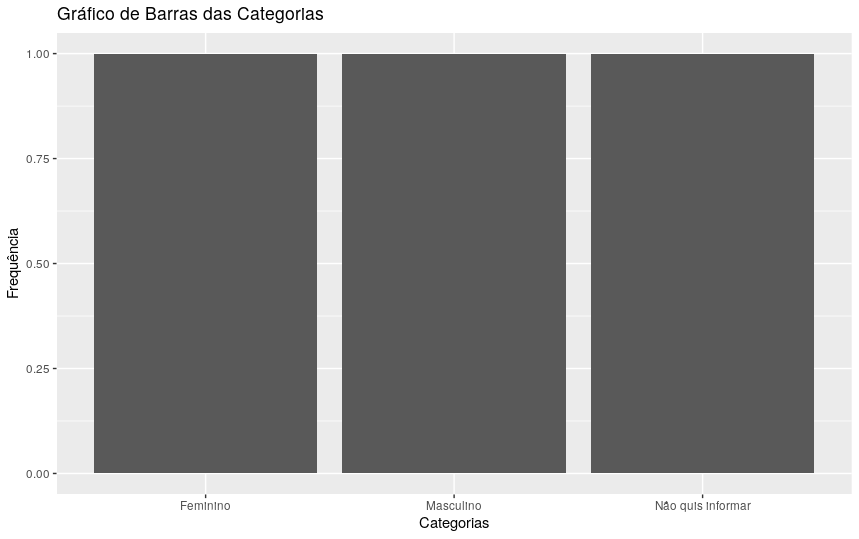 Gráfico de Barras das Categorias
Frequência
1.00
0.75
0.50
0.25
0.00
Feminino
Masculino
Não quis informar
Categorias